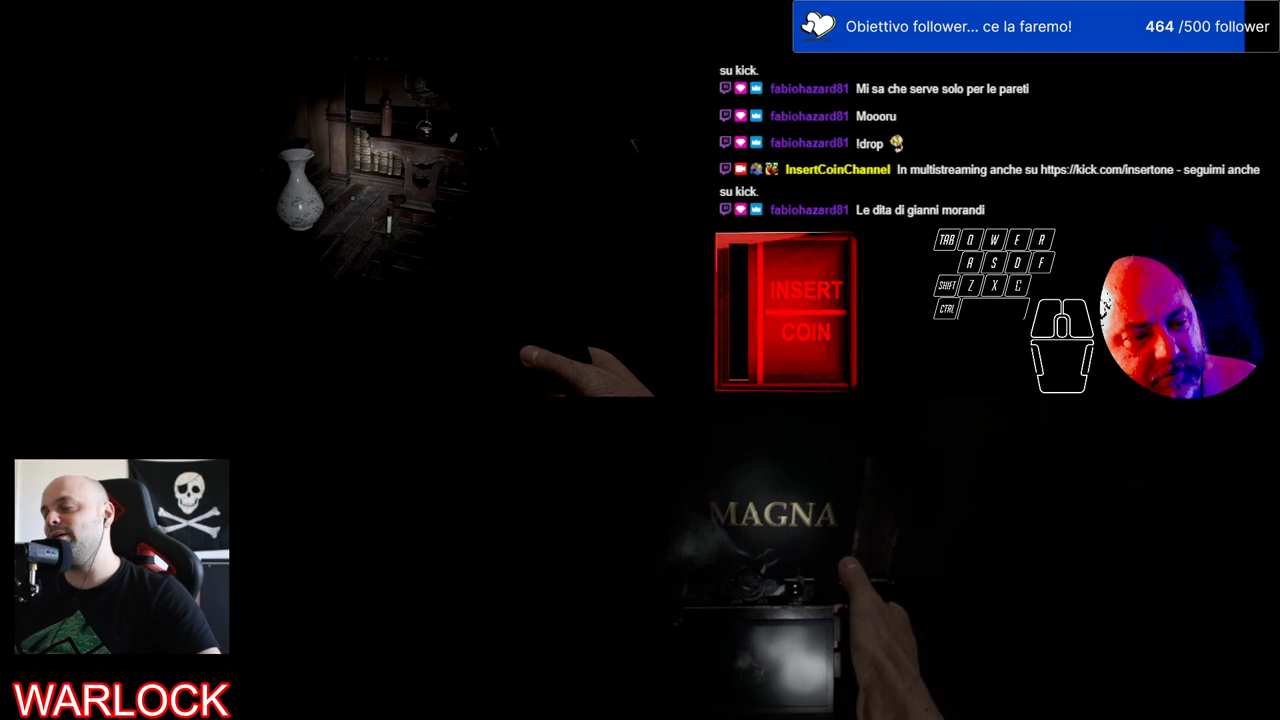 Obiettivo follower... ce la faremo! 464 /500 follower
su kick.
fabiohazard81 Mi sa che serve solo per le pareti
fabiohazard81 Moooru
fabiohazard81 !drop
InsertCoinChannel In multistreaming anche su https://kick.com/insertone - seguimi anche
su kick.
fabiohazard81 Le dita di gianni morandi
INSERT
COIN
TAB Q W E R
A S D F
SHIFT Z X C
CTRL
MAGNA
WARLOCK